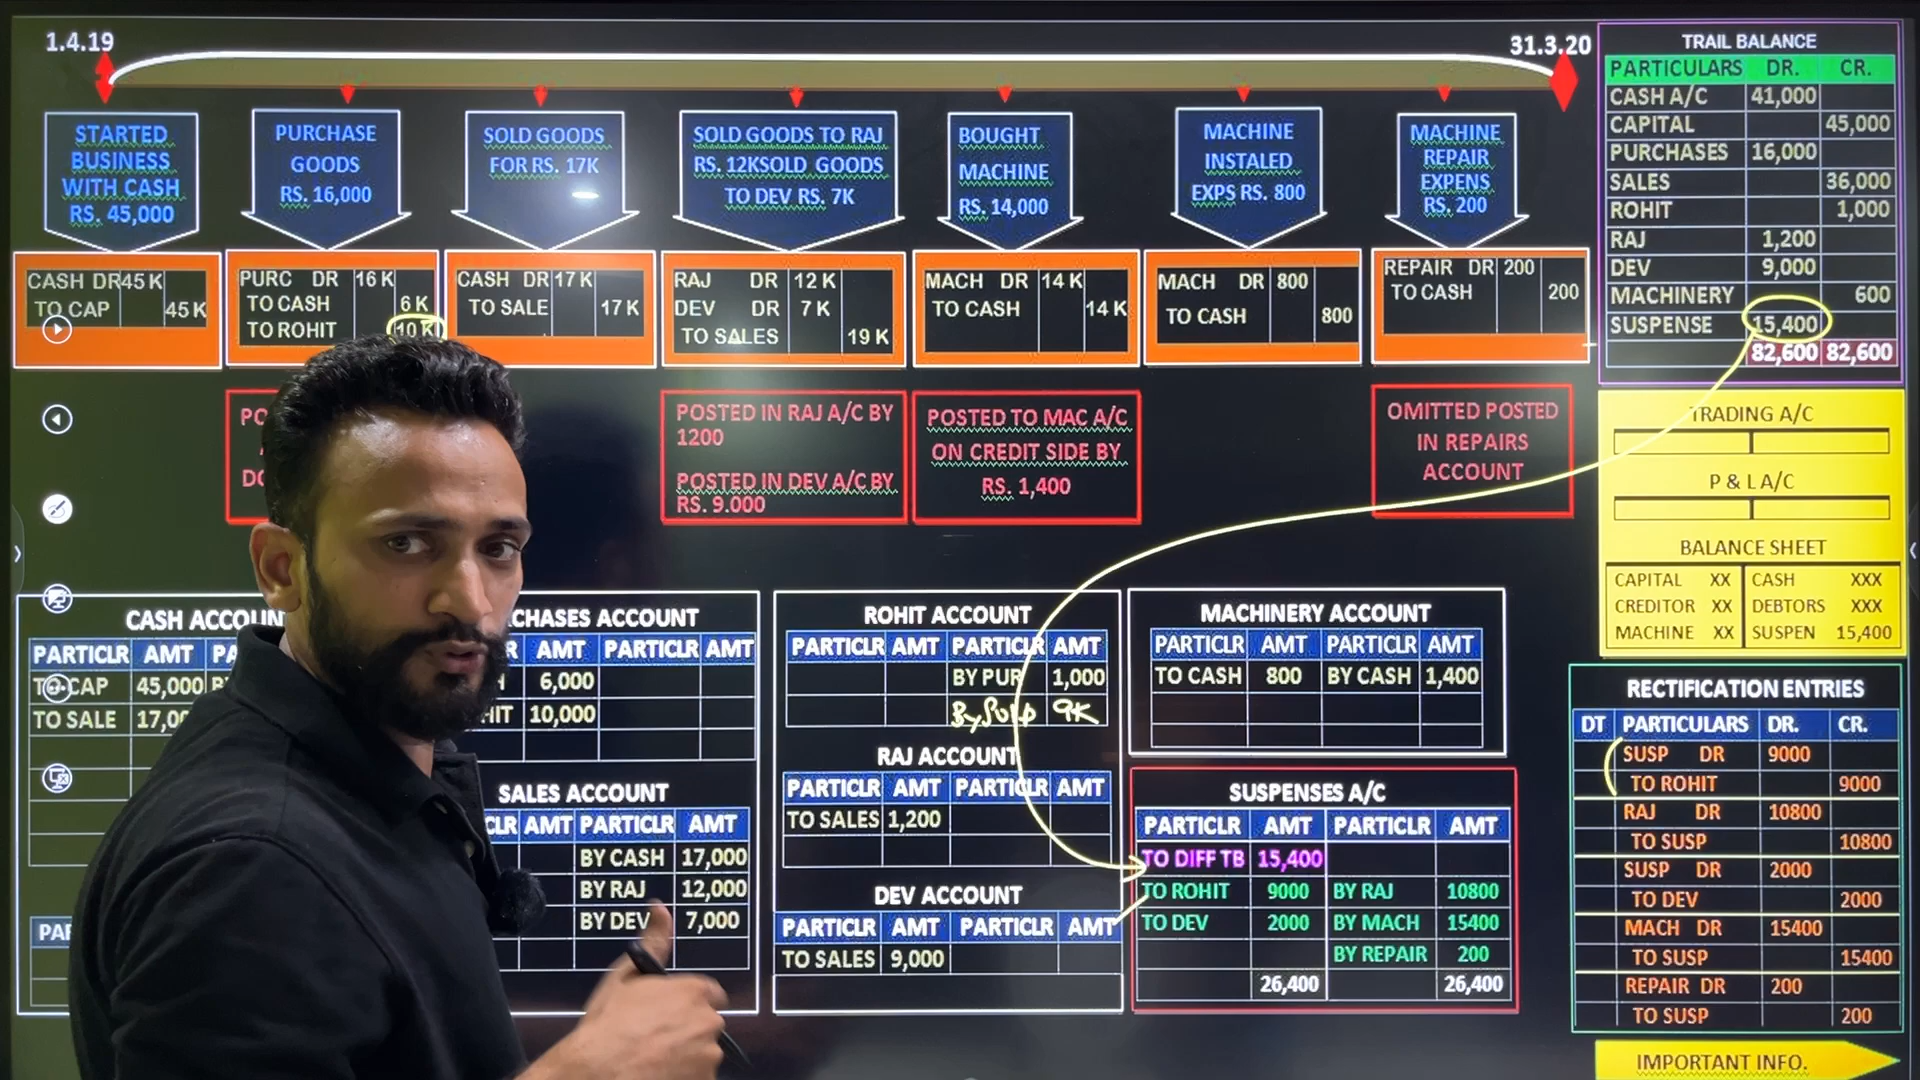 1.4.19
31.3.20
STARTED
BUSINESS
WITH CASH
RS. 45,000
PURCHASE
GOODS
RS. 16,000
SOLD GOODS
FOR RS. 17K
SOLD GOODS TO RAJ
RS. 12KSOLD GOODS
TO DEV RS. 7K
BOUGHT
MACHINE
RS. 14,000
MACHINE
INSTALED
EXPS RS. 800
MACHINE
REPAIR
EXPENS
RS. 200
CASH DR 45 K
TO CAP 45 K
PURC DR 16 K
TO CASH 6 K
TO ROHIT 10 K
CASH DR 17 K
TO SALE 17 K
RAJ DR 12 K
DEV DR 7 K
TO SALES 19 K
MACH DR 14 K
TO CASH 14 K
MACH DR 800
TO CASH 800
REPAIR DR 200
TO CASH 200
POSTED IN RAJ A/C BY
1200
POSTED IN DEV A/C BY
RS. 9.000
POSTED TO MAC A/C
ON CREDIT SIDE BY
RS. 1,400
OMITTED POSTED
IN REPAIRS
ACCOUNT
TRAIL BALANCE
PARTICULARS DR. CR.
CASH A/C 41,000
CAPITAL 45,000
PURCHASES 16,000
SALES 36,000
ROHIT 1,000
RAJ 1,200
DEV 9,000
MACHINERY 600
SUSPENSE 15,400
82,600 82,600
TRADING A/C
P & L A/C
BALANCE SHEET
CAPITAL XX CASH XXX
CREDITOR XX DEBTORS XXX
MACHINE XX SUSPEN 15,400
CASH
PARTICLR AMT
TO CAP 45,000
TO SALE
ACCOUNT
AMT PARTICLR AMT
6,000
10,000
SALES ACCOUNT
AMT PARTICLR AMT
BY CASH 17,000
BY RAJ 12,000
BY DEV 7,000
ROHIT ACCOUNT
PARTICLR AMT PARTICLR AMT
BY PUR 1,000
By Susp 9K
RAJ ACCOUNT
PARTICLR AMT PARTICLR AMT
TO SALES 1,200
DEV ACCOUNT
PARTICLR AMT PARTICLR AMT
TO SALES 9,000
MACHINERY ACCOUNT
PARTICLR AMT PARTICLR AMT
TO CASH 800 BY CASH 1,400
SUSPENSES A/C
PARTICLR AMT PARTICLR AMT
TO DIFF TB 15,400
TO ROHIT 9000 BY RAJ 10800
TO DEV 2000 BY MACH 15400
BY REPAIR 200
26,400 26,400
RECTIFICATION ENTRIES
DT PARTICULARS DR. CR.
SUSP DR 9000
TO ROHIT 9000
RAJ DR 10800
TO SUSP 10800
SUSP DR 2000
TO DEV 2000
MACH DR 15400
TO SUSP 15400
REPAIR DR 200
TO SUSP 200
IMPORTANT INFO.